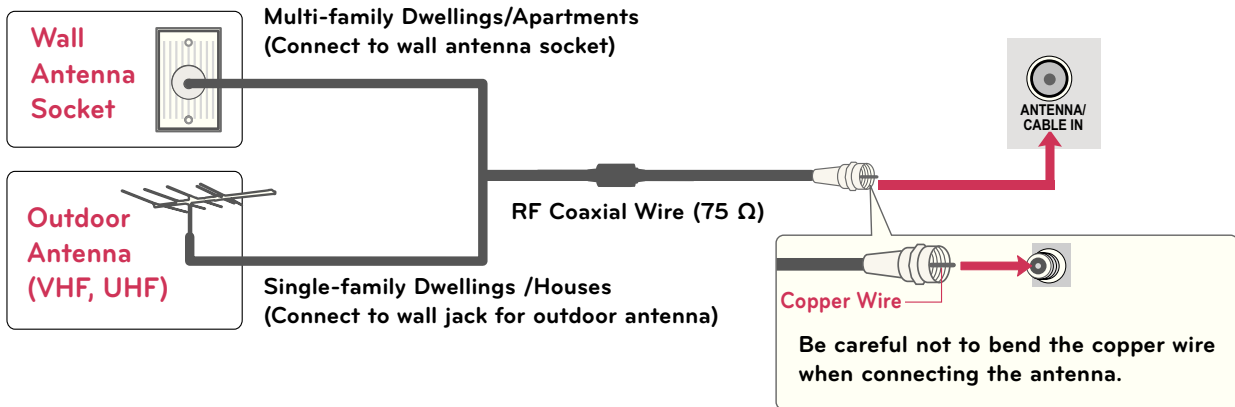 Wall
Antenna
Socket
Multi-family Dwellings/Apartments
(Connect to wall antenna socket)
ANTENNA/
CABLE IN
RF Coaxial Wire (75 Ω)
Outdoor
Antenna
(VHF, UHF)
Single-family Dwellings /Houses
(Connect to wall jack for outdoor antenna)
Copper Wire
Be careful not to bend the copper wire
when connecting the antenna.